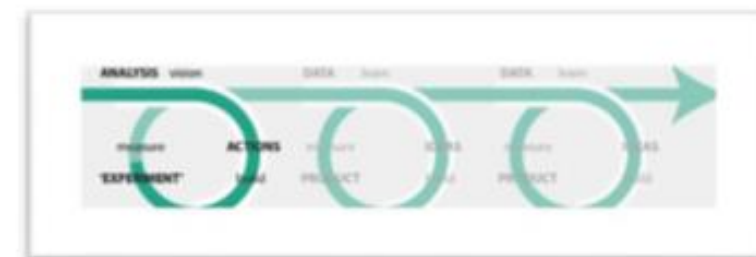 ANALYSIS vision DATA learn DATA learn
measure ACTIONS measure IDEAS measure IDEAS
'EXPERIMENT' build PRODUCT build PRODUCT build